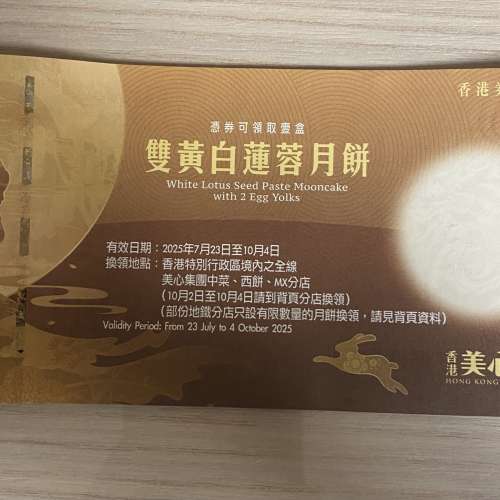 香港美
憑券可領取壹盒
雙黃白蓮蓉月餅
White Lotus Seed Paste Mooncake
with 2 Egg Yolks
有效日期：2025年7月23日至10月4日
換領地點：香港特別行政區境內之全線
美心集團中菜、西餅、MX分店
（10月2日至10月4日請到背頁分店換領）
（部份地鐵分店只設有限數量的月餅換領，請見背頁資料）
Validity Period: From 23 July to 4 October 2025
香港美心
HONG KONG